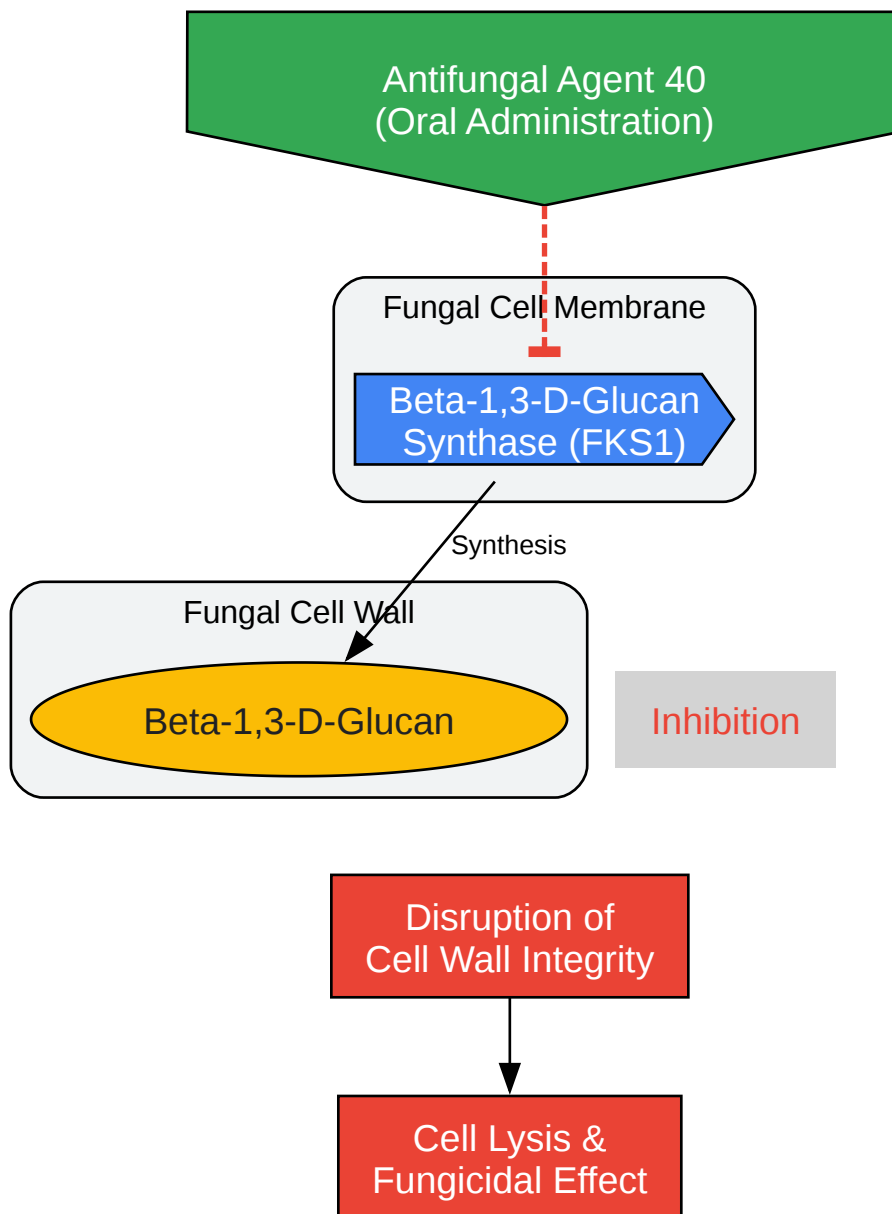 Antifungal Agent 40
(Oral Administration)
Fungal Cell Membrane
Beta-1,3-D-Glucan
Synthase (FKS1)
Synthesis
Fungal Cell Wall
Beta-1,3-D-Glucan
Inhibition
Disruption of
Cell Wall Integrity
Cell Lysis &
Fungicidal Effect